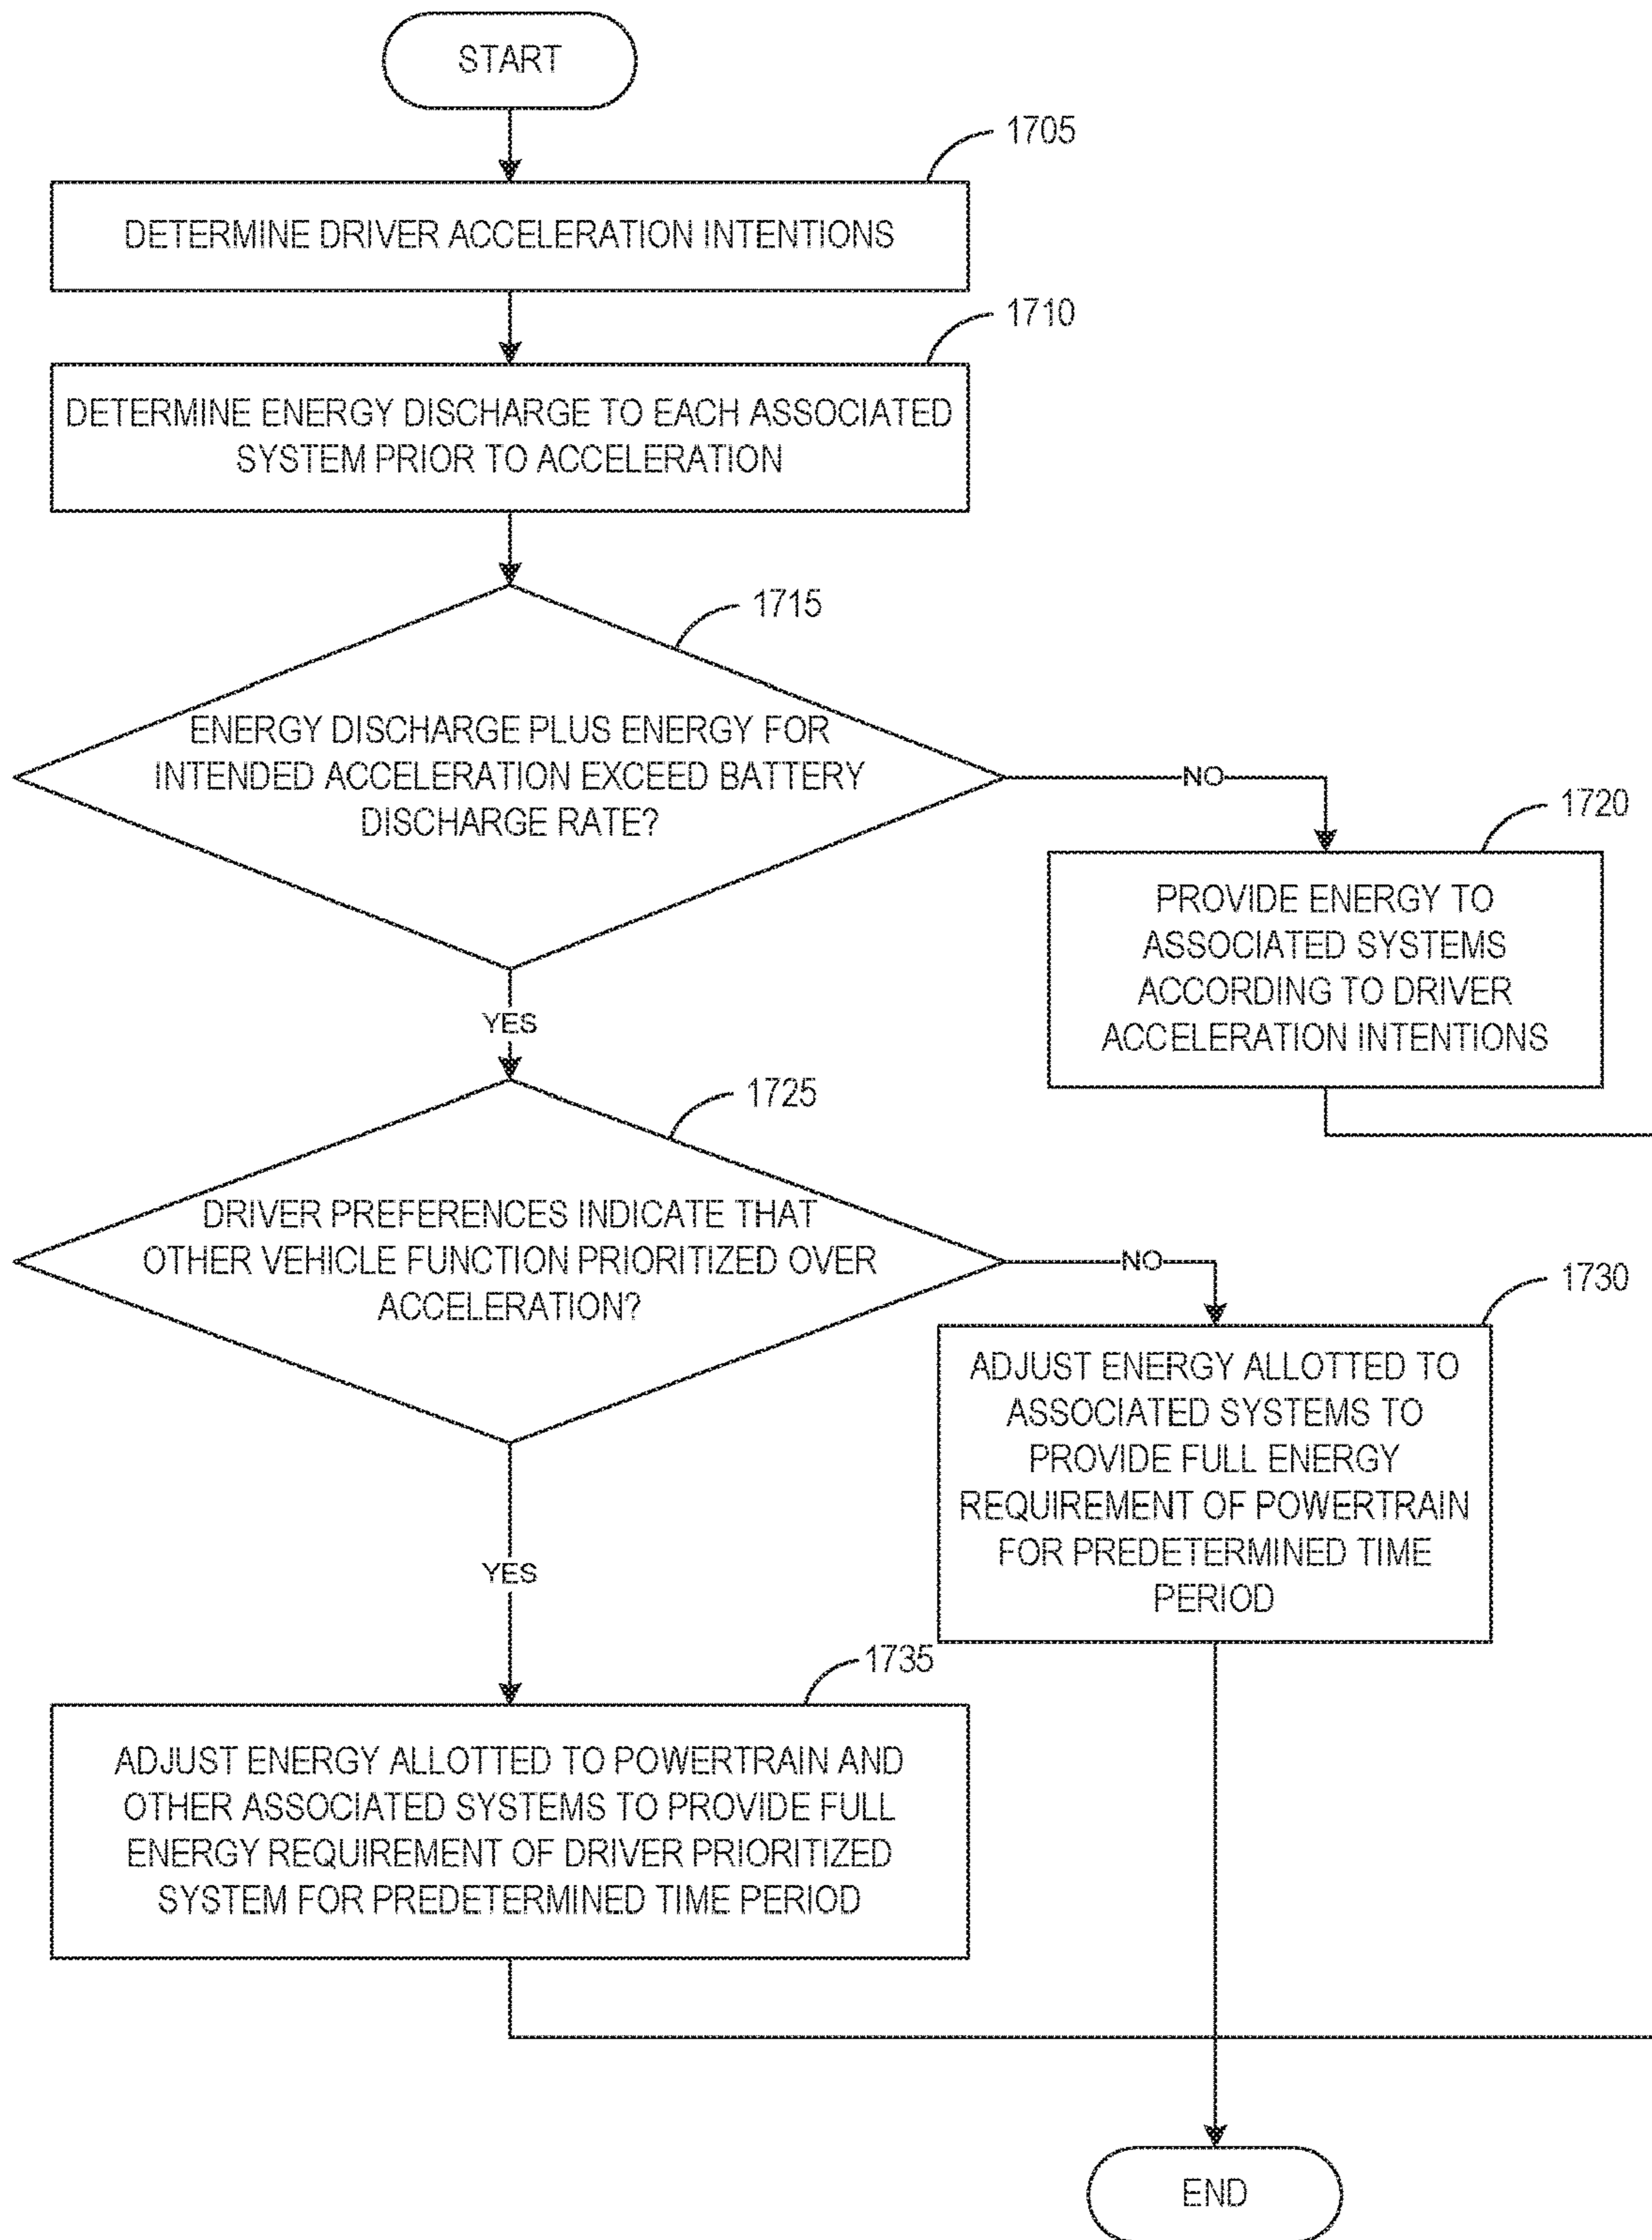 START
1705
DETERMINE DRIVER ACCELERATION INTENTIONS
1710
DETERMINE ENERGY DISCHARGE TO EACH ASSOCIATED
SYSTEM PRIOR TO ACCELERATION
1715
ENERGY DISCHARGE PLUS ENERGY FOR
INTENDED ACCELERATION EXCEED BATTERY
DISCHARGE RATE?
NO
1720
PROVIDE ENERGY TO
ASSOCIATED SYSTEMS
ACCORDING TO DRIVER
ACCELERATION INTENTIONS
YES
1725
DRIVER PREFERENCES INDICATE THAT
OTHER VEHICLE FUNCTION PRIORITIZED OVER
ACCELERATION?
NO
1730
ADJUST ENERGY ALLOTTED TO
ASSOCIATED SYSTEMS TO
PROVIDE FULL ENERGY
REQUIREMENT OF POWERTRAIN
FOR PREDETERMINED TIME
PERIOD
YES
1735
ADJUST ENERGY ALLOTTED TO POWERTRAIN AND
OTHER ASSOCIATED SYSTEMS TO PROVIDE FULL
ENERGY REQUIREMENT OF DRIVER PRIORITIZED
SYSTEM FOR PREDETERMINED TIME PERIOD
END